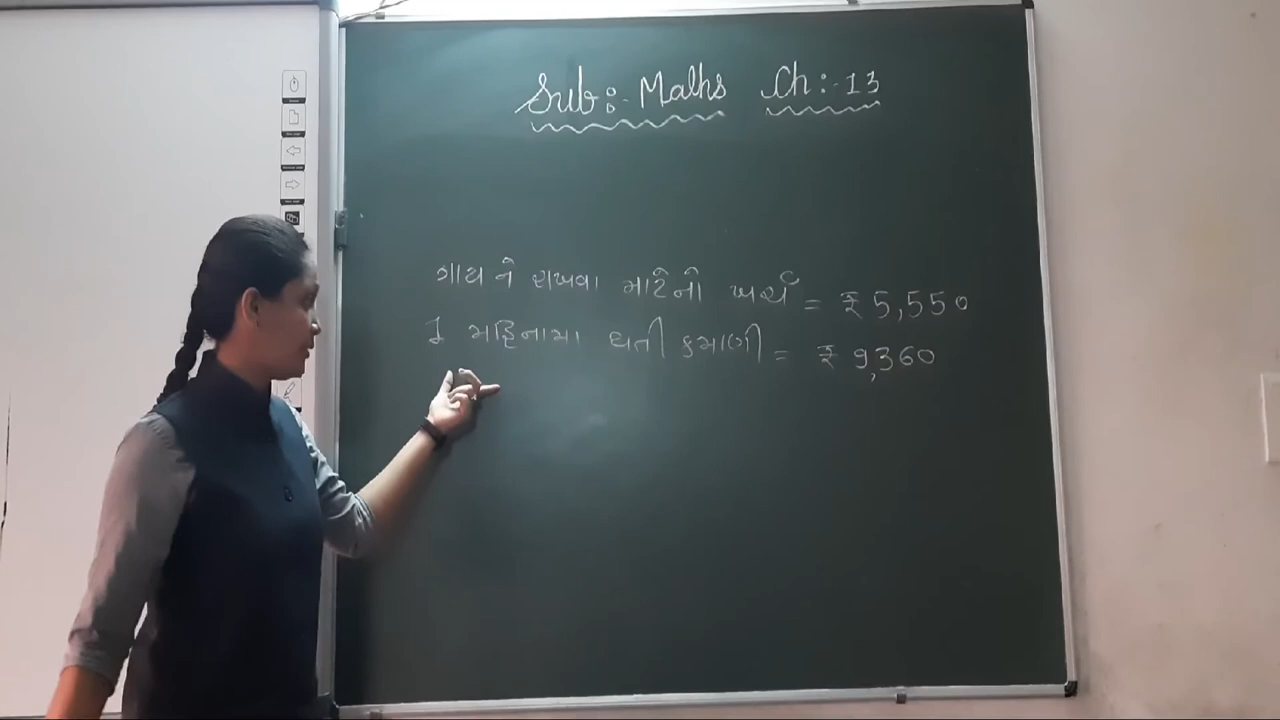 Sub:- Maths Ch:-13
ગાય ને રાખવા માટેનો ખર્ચ = ₹5,550
1 મહિનામા થતી કમાણી = ₹ 9,360